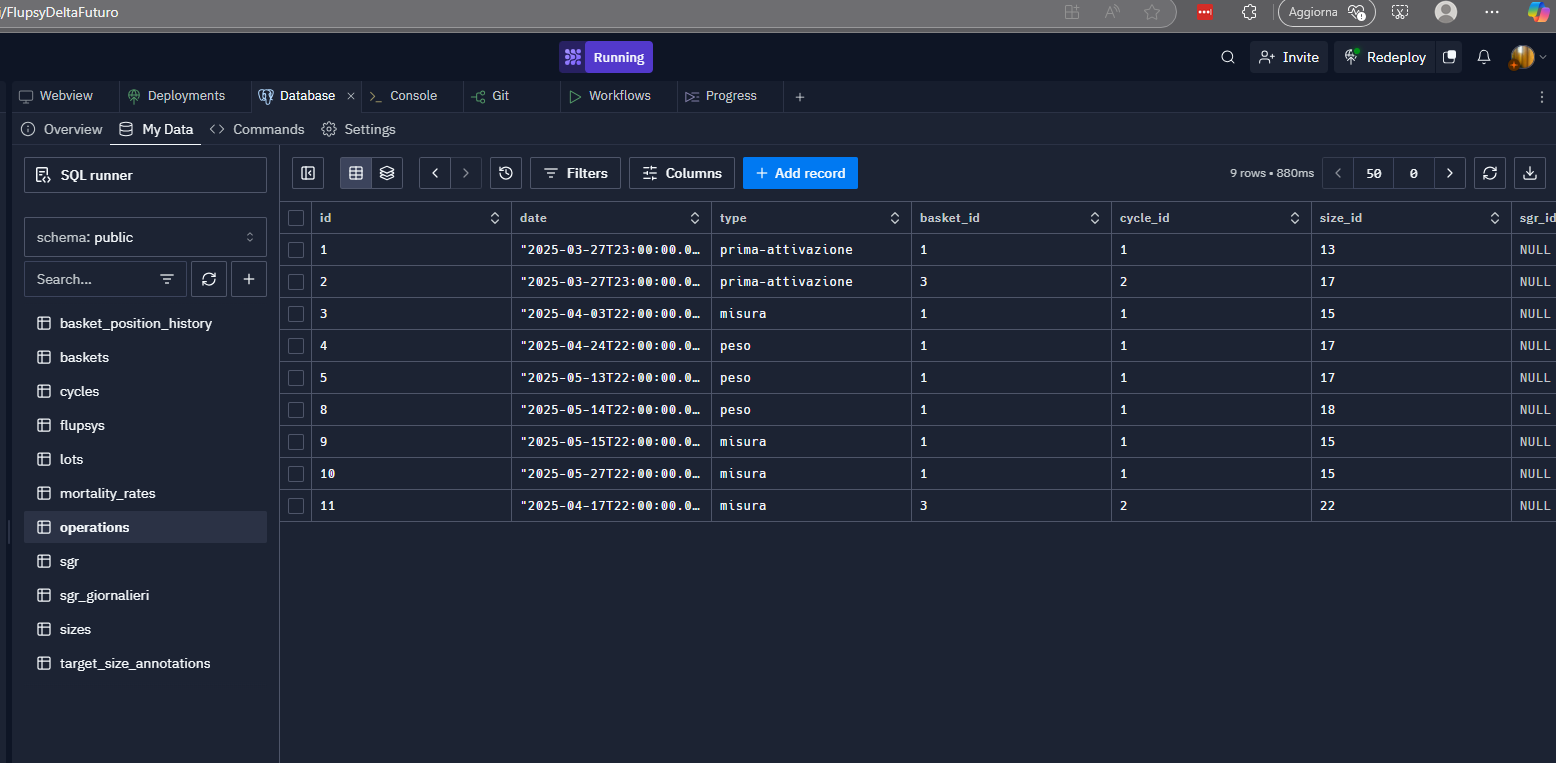 i/FlupsyDeltaFuturo
Aggiorna
Running
Invite
Redeploy
Webview
Deployments
Database
Console
Git
Workflows
Progress
Overview
My Data
Commands
Settings
SQL runner
Filters
Columns
+ Add record
9 rows • 880ms
50
0
schema: public
Search...
basket_position_history
baskets
cycles
flupsys
lots
mortality_rates
operations
sgr
sgr_giornalieri
sizes
target_size_annotations
id date type basket_id cycle_id size_id sgr_id
1 "2025-03-27T23:00:00.0… prima-attivazione 1 1 13 NULL
2 "2025-03-27T23:00:00.0… prima-attivazione 3 2 17 NULL
3 "2025-04-03T22:00:00.0… misura 1 1 15 NULL
4 "2025-04-24T22:00:00.0… peso 1 1 17 NULL
5 "2025-05-13T22:00:00.0… peso 1 1 17 NULL
8 "2025-05-14T22:00:00.0… peso 1 1 18 NULL
9 "2025-05-15T22:00:00.0… misura 1 1 15 NULL
10 "2025-05-27T22:00:00.0… misura 1 1 15 NULL
11 "2025-04-17T22:00:00.0… misura 3 2 22 NULL